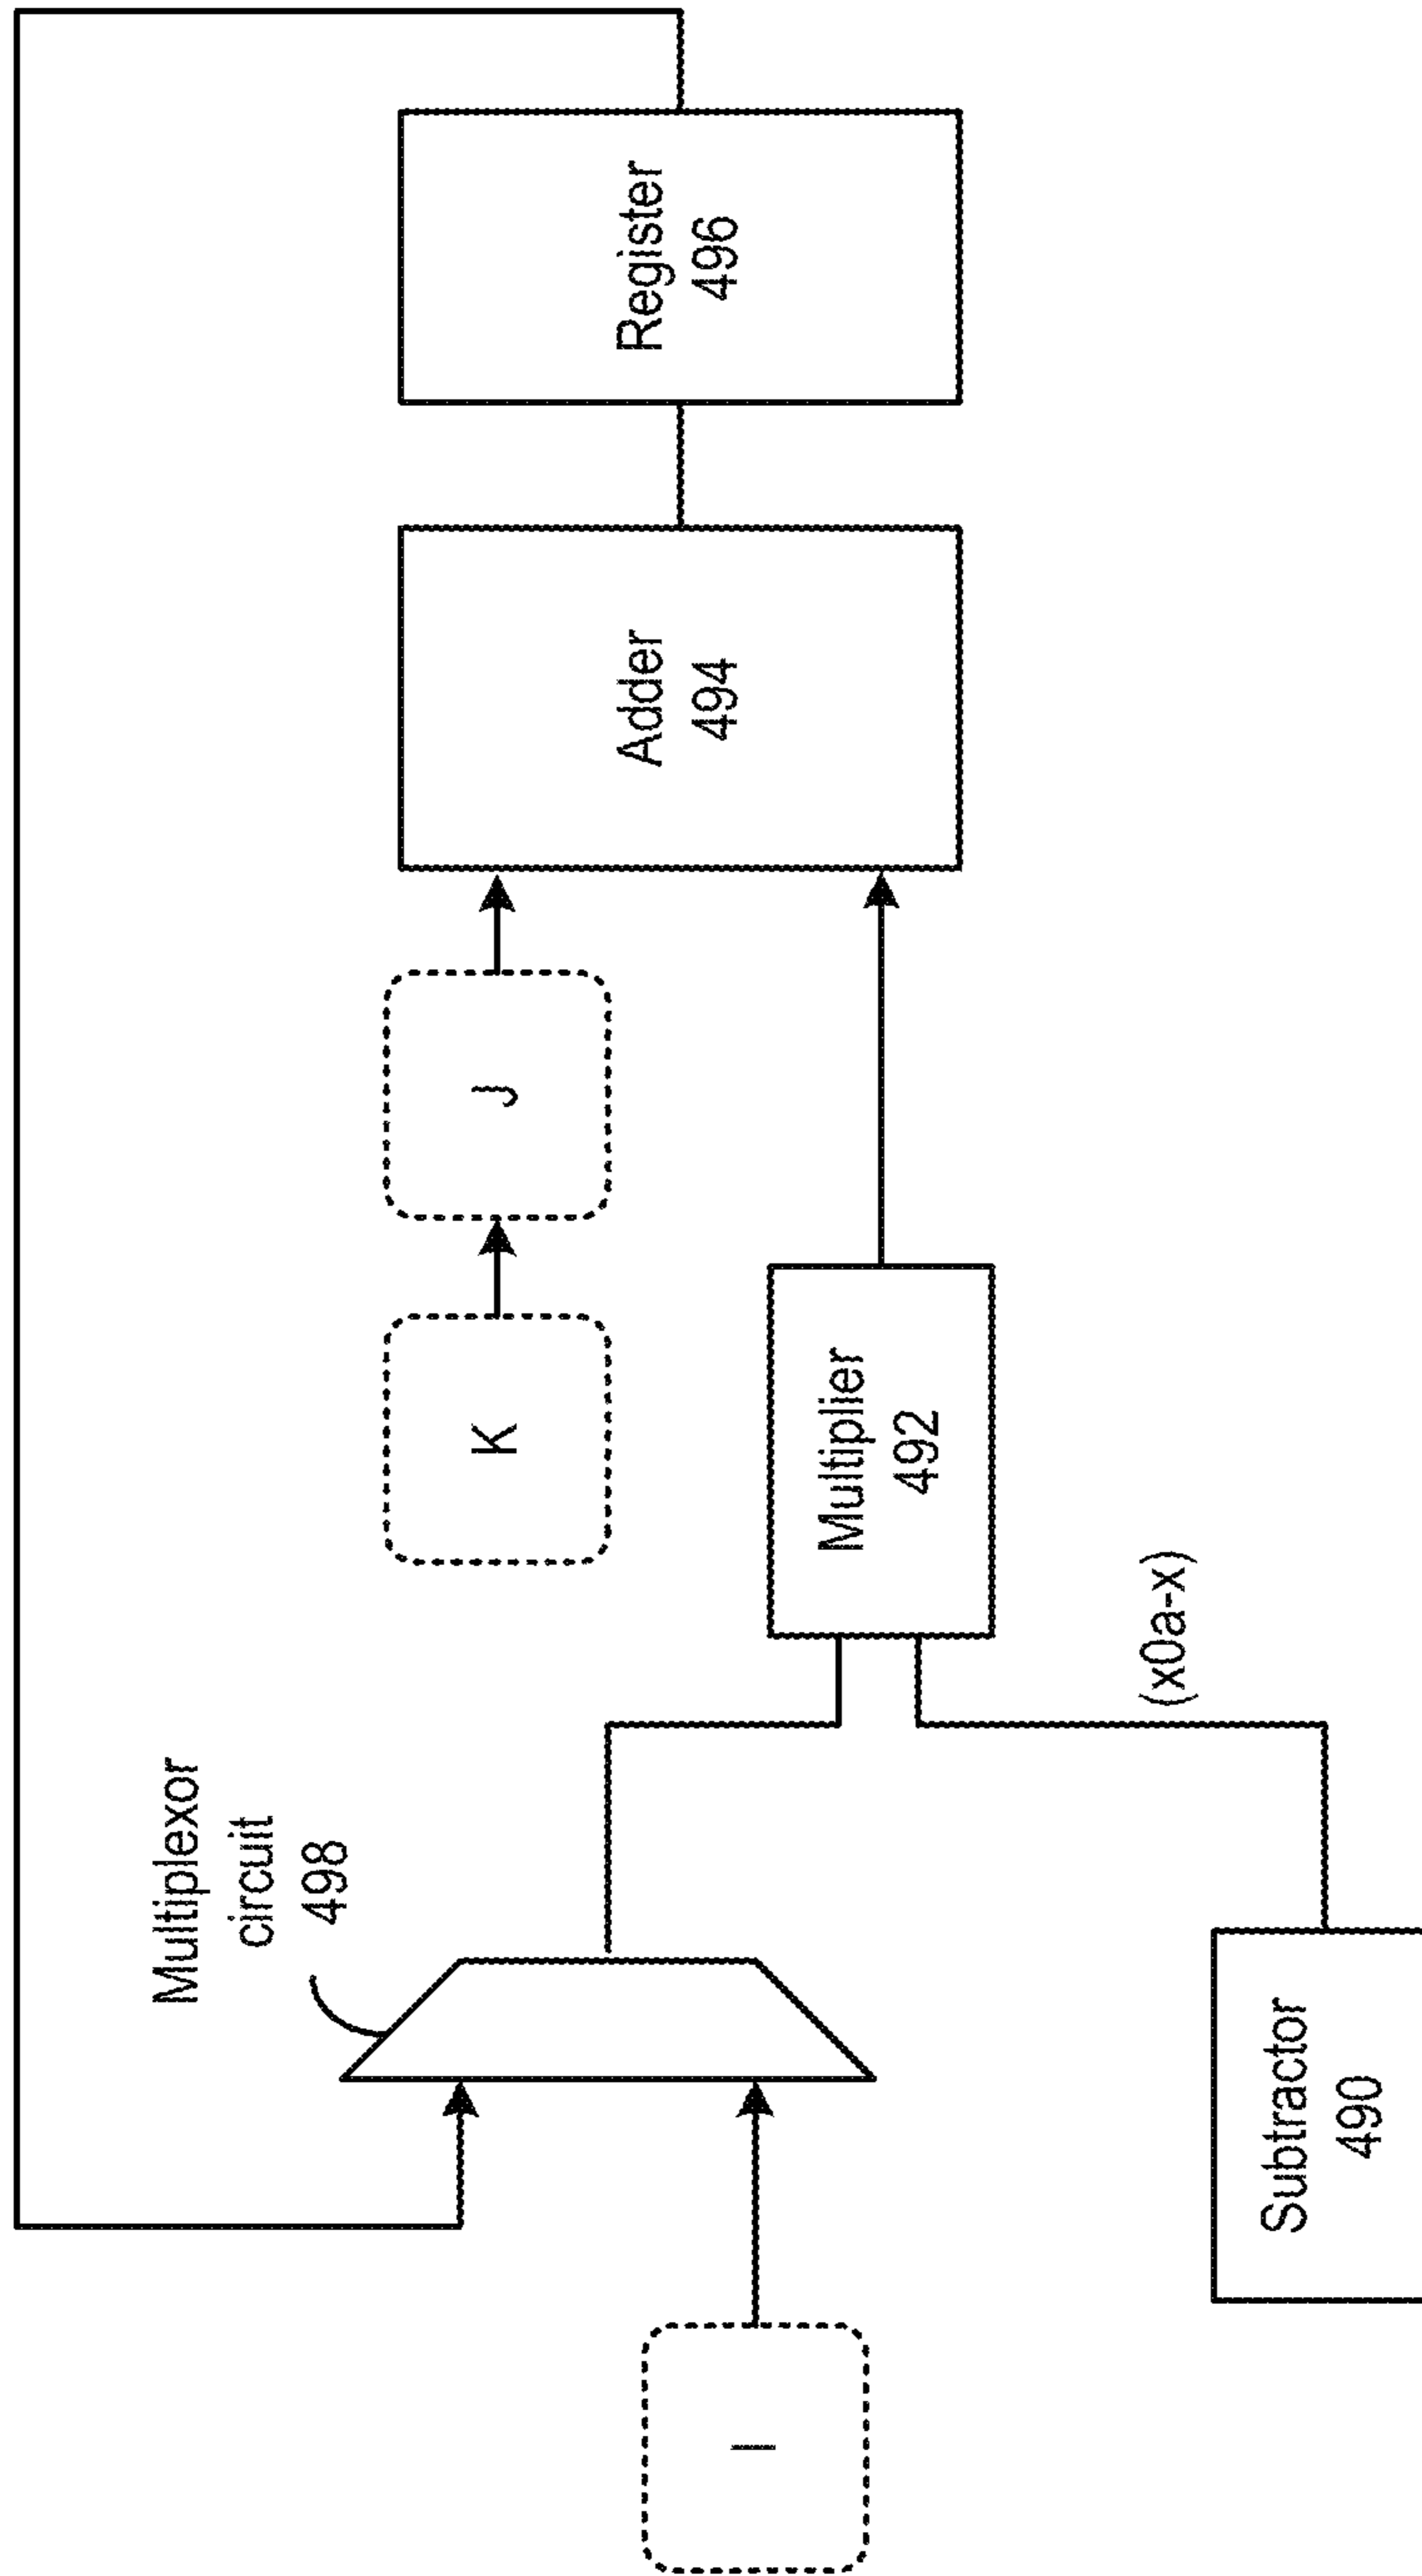 Multiplexor
circuit
498
I
Subtractor
490
(x0a-x)
Multiplier
492
K
J
Adder
494
Register
496